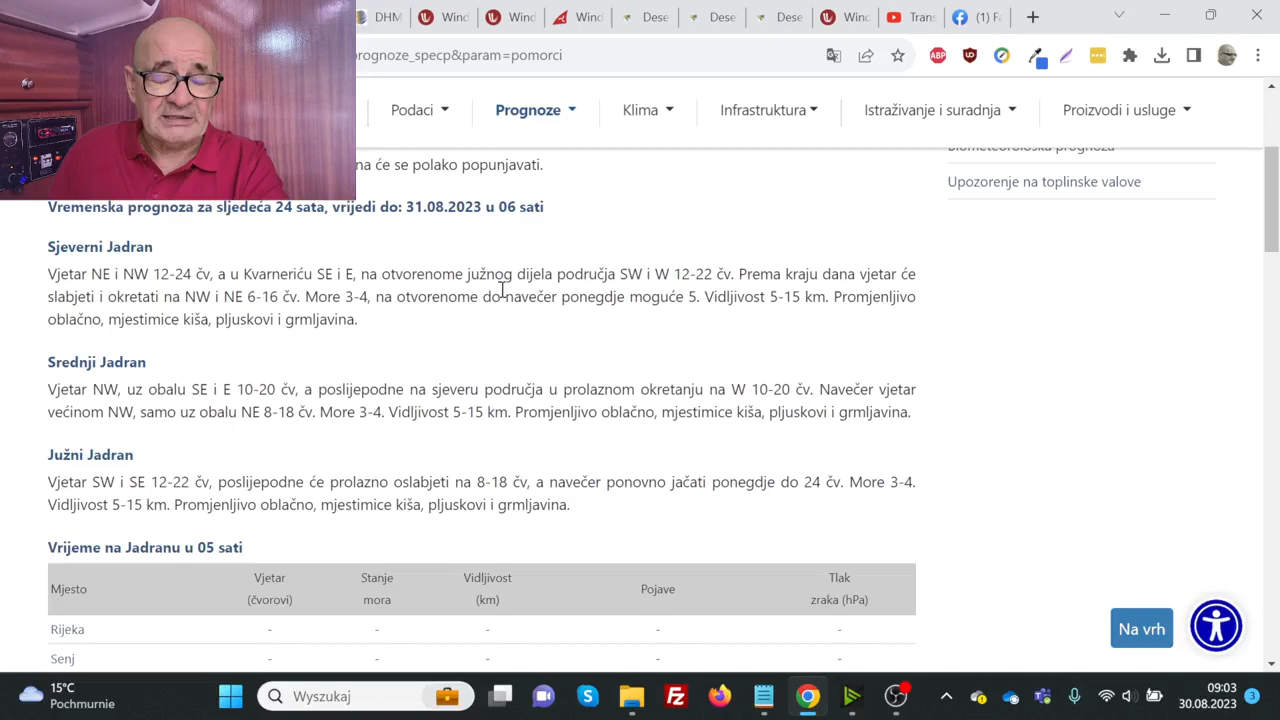 DHM
Wind
Wind
Wind
Dese
Dese
Dese
Wind
Trans
(1) Fa
prognoze_specp&param=pomorci
ABP
Podaci
Prognoze
Klima
Infrastruktura
Istraživanje i suradnja
Proizvodi i usluge
na će se polako popunjavati.
Biometeorološka prognoza
Upozorenje na toplinske valove
Vremenska prognoza za sljedeća 24 sata, vrijedi do: 31.08.2023 u 06 sati
Sjeverni Jadran
Vjetar NE i NW 12-24 čv, a u Kvarneriću SE i E, na otvorenome južnog dijela područja SW i W 12-22 čv. Prema kraju dana vjetar će
slabjeti i okretati na NW i NE 6-16 čv. More 3-4, na otvorenome do navečer ponegdje moguće 5. Vidljivost 5-15 km. Promjenljivo
oblačno, mjestimice kiša, pljuskovi i grmljavina.
Srednji Jadran
Vjetar NW, uz obalu SE i E 10-20 čv, a poslijepodne na sjeveru područja u prolaznom okretanju na W 10-20 čv. Navečer vjetar
većinom NW, samo uz obalu NE 8-18 čv. More 3-4. Vidljivost 5-15 km. Promjenljivo oblačno, mjestimice kiša, pljuskovi i grmljavina.
Južni Jadran
Vjetar SW i SE 12-22 čv, poslijepodne će prolazno oslabjeti na 8-18 čv, a navečer ponovno jačati ponegdje do 24 čv. More 3-4.
Vidljivost 5-15 km. Promjenljivo oblačno, mjestimice kiša, pljuskovi i grmljavina.
Vrijeme na Jadranu u 05 sati
Mjesto
Vjetar
(čvorovi)
Stanje
mora
Vidljivost
(km)
Pojave
Tlak
zraka (hPa)
Rijeka - - - - -
Senj - - - - -
Na vrh
15°C
Pochmurnie
Wyszukaj
09:03
30.08.2023
3